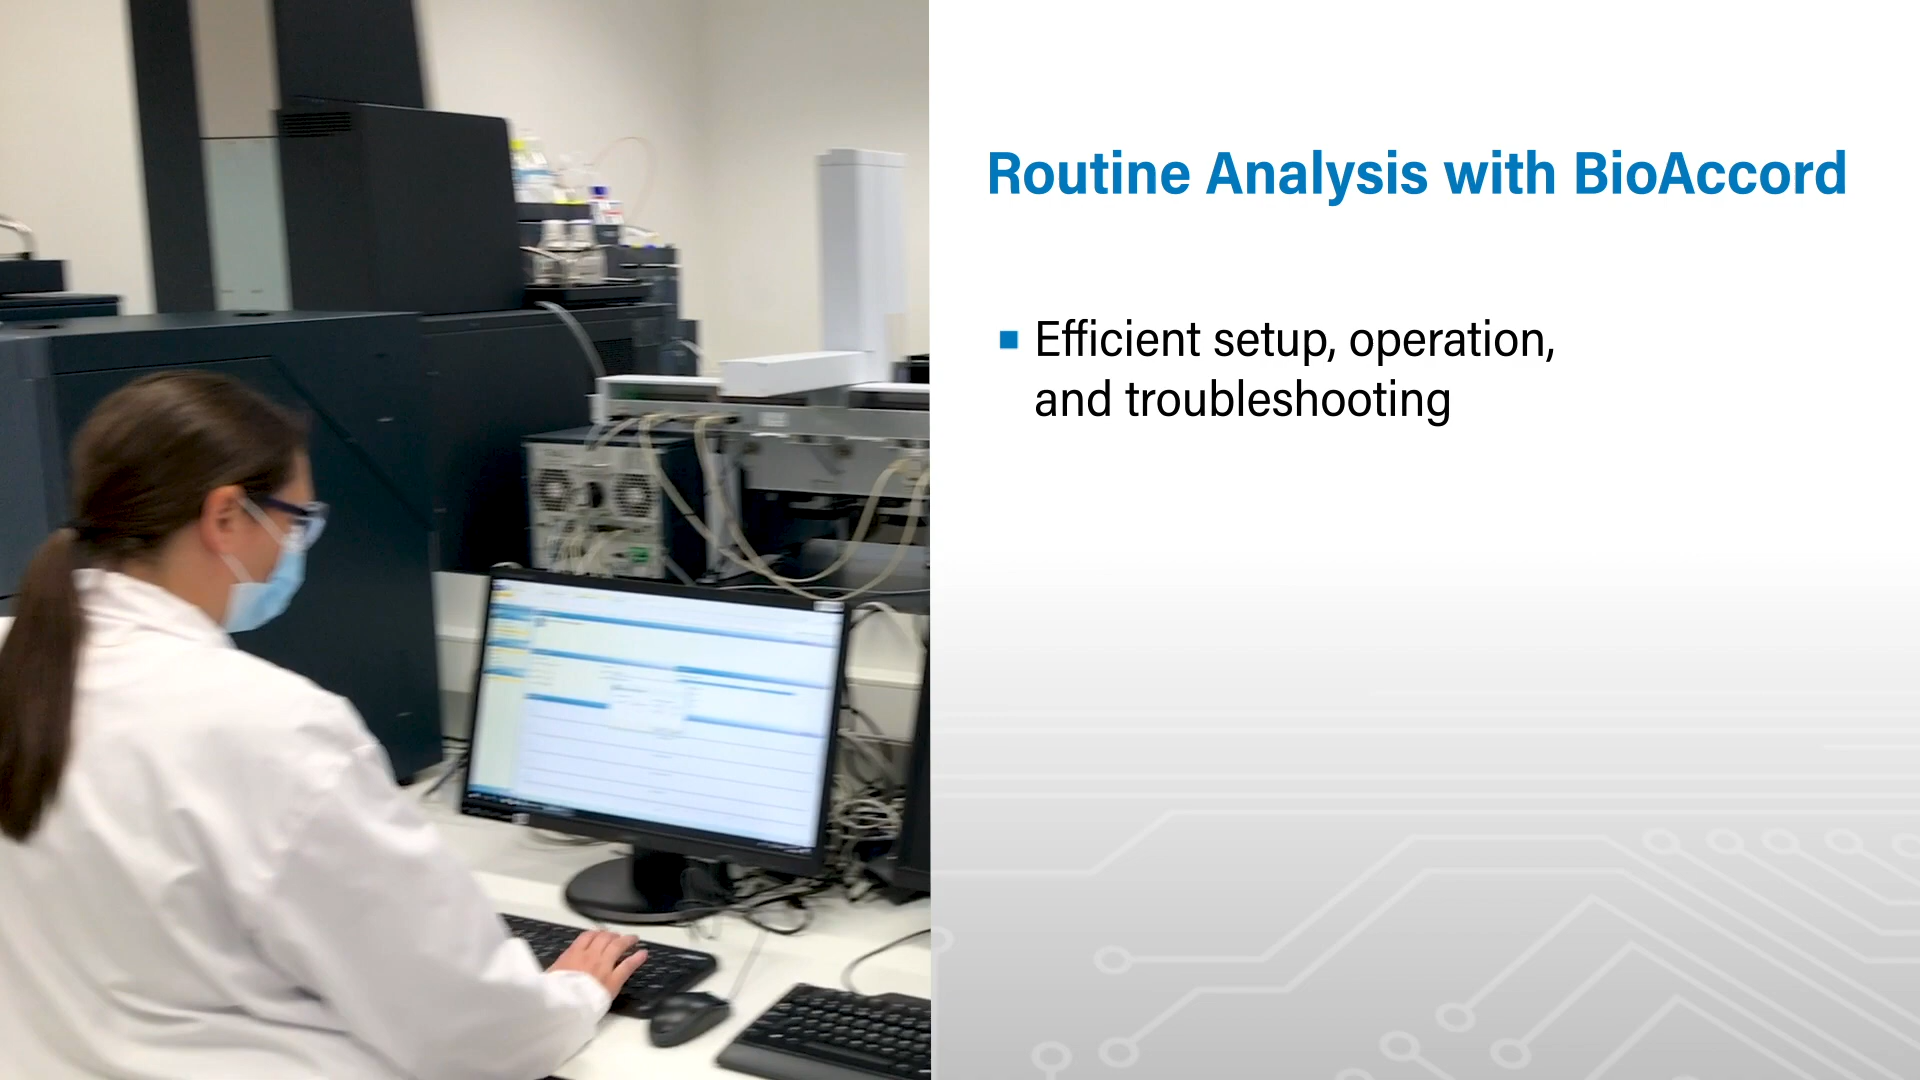 Routine Analysis with BioAccord
Efficient setup, operation,
and troubleshooting